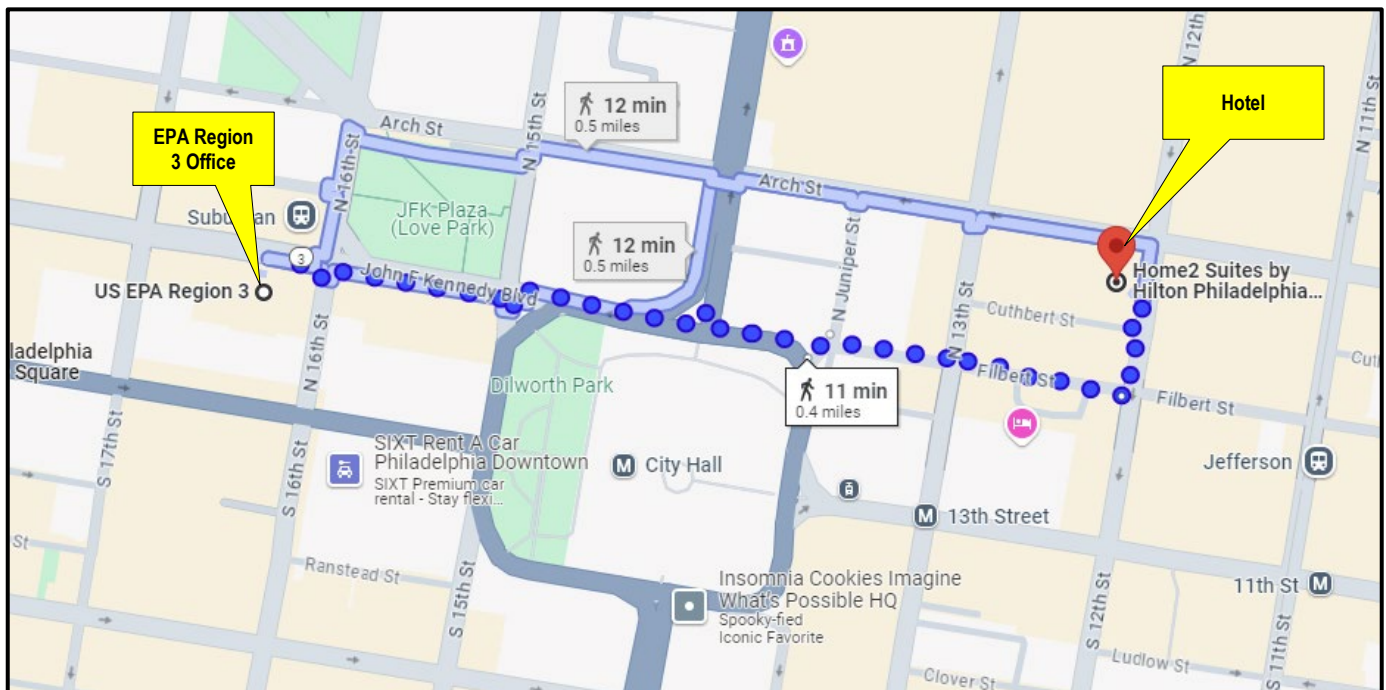 N 12th
N 11th St
Hotel
12 min
0.5 miles
N 15th St
Arch St
EPA Region
3 Office
N 16th St
Arch St
JFK Plaza
(Love Park)
12 min
0.5 miles
N Juniper St
3
Home2 Suites by
Hilton Philadelphia...
US EPA Region 3
John F Kennedy Blvd
Cuthbert St
N 13th St
N 16th St
ladelphia
Square
Filbert St
Filbert St
11 min
0.4 miles
Dilworth Park
SIXT Rent A Car
Philadelphia Downtown
SIXT Premium car
rental - Stay flexi...
M City Hall
Jefferson
S 17th St
S 16th St
M 13th Street
St
Ranstead St
S 15th St
Insomnia Cookies Imagine
What's Possible HQ
Spooky-fied
Iconic Favorite
11th St M
S 12th St
S 11th St
Ludlow St
Clover St